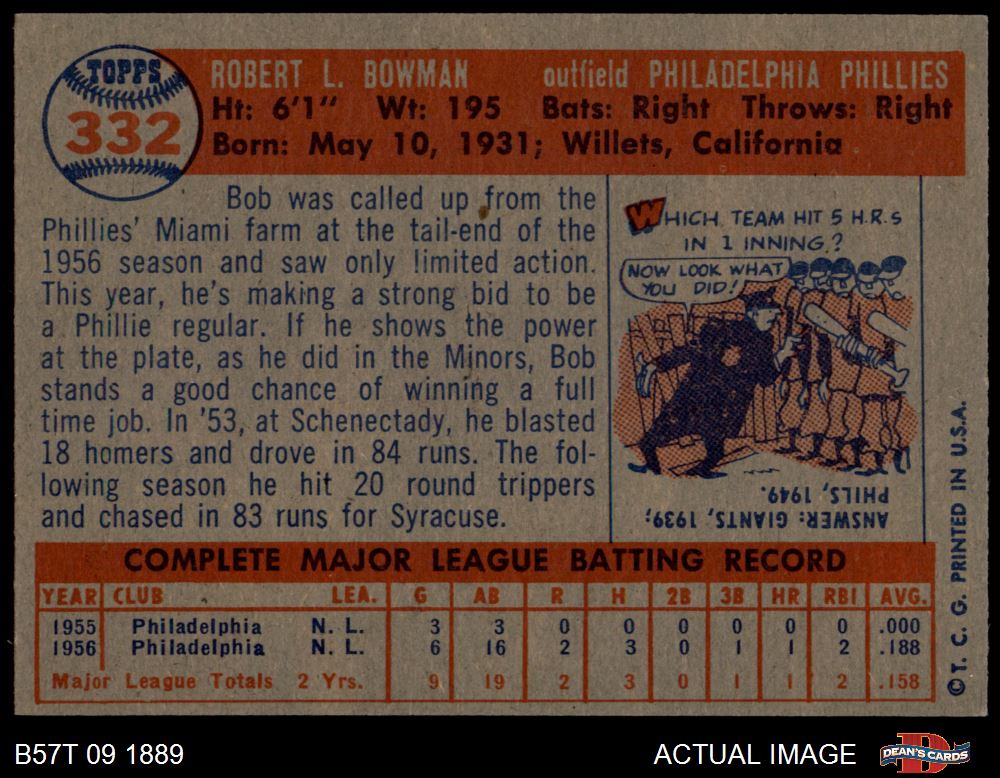 TOPPS
332
ROBERT L. BOWMAN outfield PHILADELPHIA PHILLIES
Ht: 6'1" Wt: 195 Bats: Right Throws: Right
Born: May 10, 1931; Willets, California
Bob was called up from the
Phillies' Miami farm at the tail-end of the
1956 season and saw only limited action.
This year, he's making a strong bid to be
a Phillie regular. If he shows the power
at the plate, as he did in the Minors, Bob
stands a good chance of winning a full
time job. In '53, at Schenectady, he blasted
18 homers and drove in 84 runs. The fol-
lowing season he hit 20 round trippers
and chased in 83 runs for Syracuse.
WHICH TEAM HIT 5 H.R.s
IN 1 INNING?
NOW LOOK WHAT
YOU DID!
ANSWER: GIANTS, 1939;
PHILS, 1949.
COMPLETE MAJOR LEAGUE BATTING RECORD
YEAR CLUB LEA. G AB R H 2B 3B HR RBI AVG.
1955 Philadelphia N. L. 3 3 0 0 0 0 0 0 .000
1956 Philadelphia N. L. 6 16 2 3 0 1 1 2 .188
Major League Totals 2 Yrs. 9 19 2 3 0 1 1 2 .158
© T. C. G. PRINTED IN U.S.A.
B57T 09 1889 ACTUAL IMAGE
DEAN'S CARDS